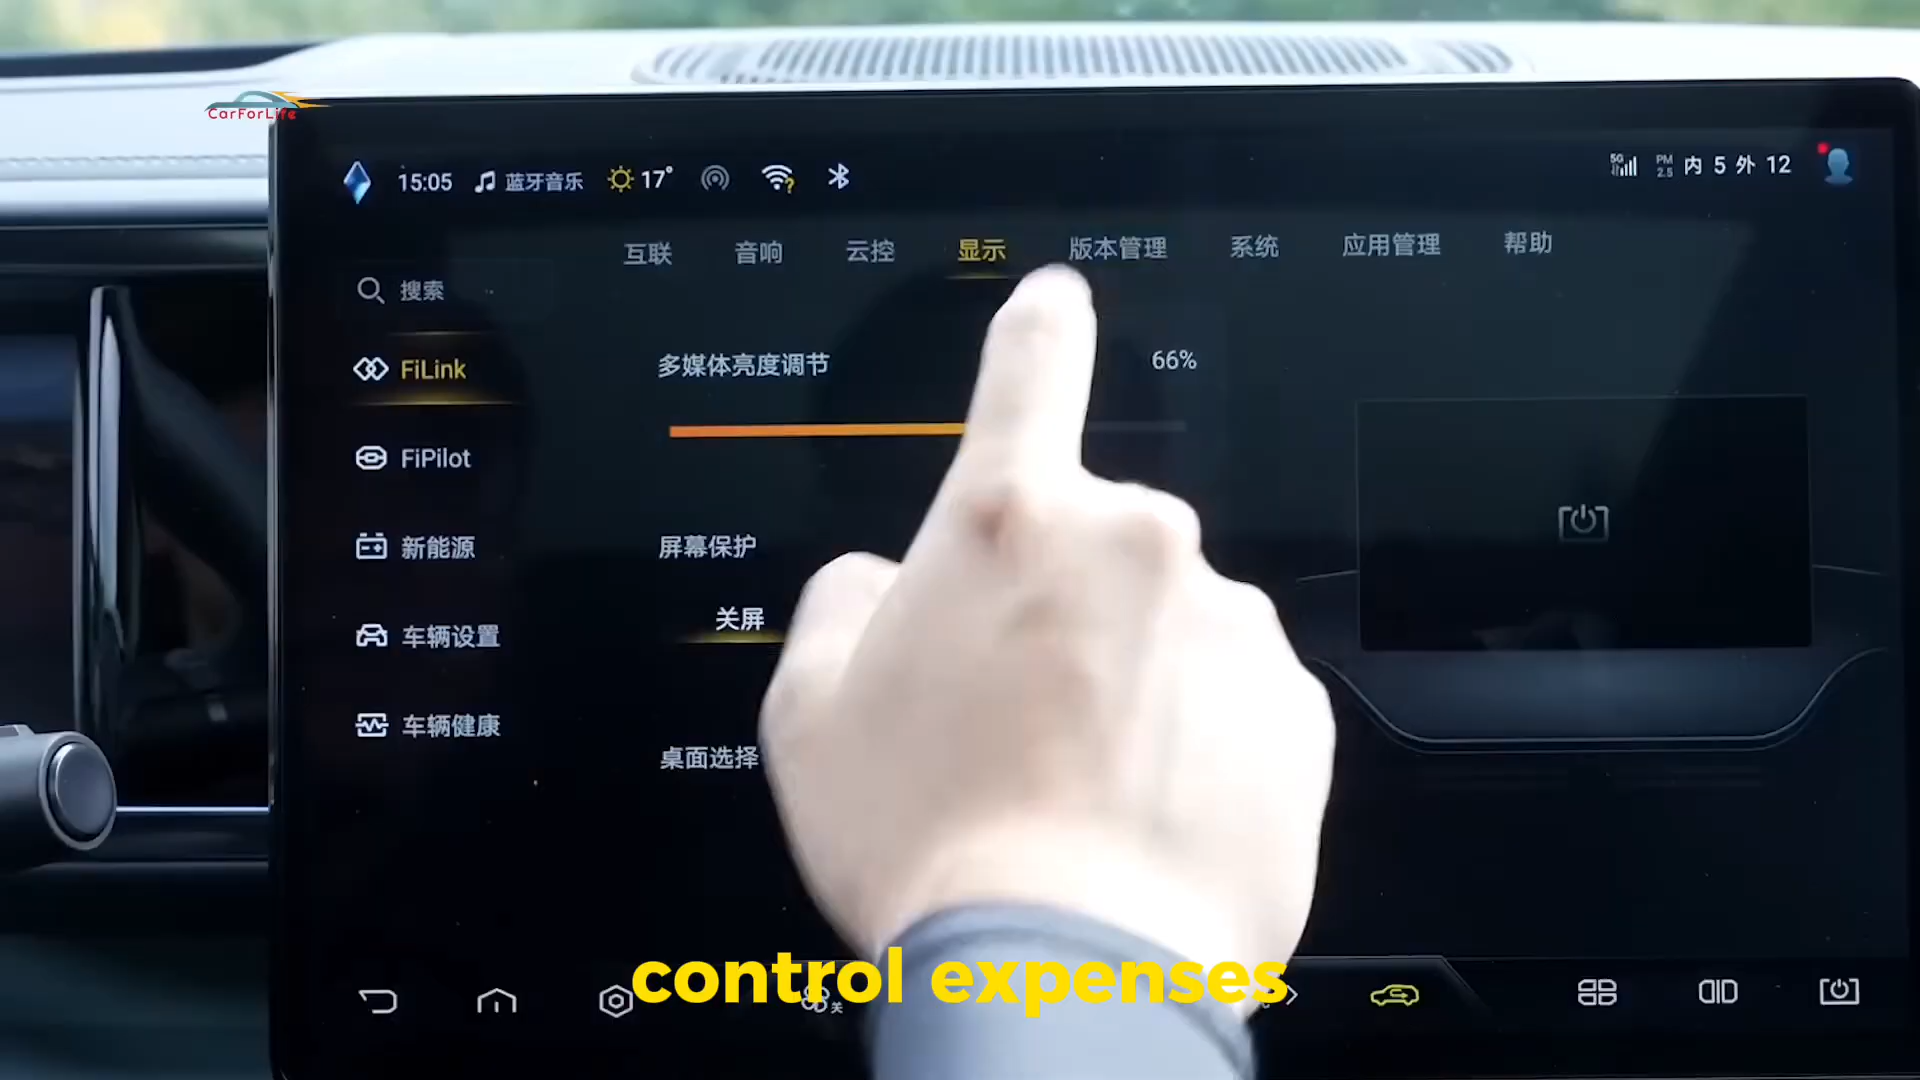 CarForLife
15:05 蓝牙音乐 17° 5G PM 2.5 内 5 外 12
互联 音响 云控 显示 版本管理 系统 应用管理 帮助
搜索
FiLink
FiPilot
新能源
车辆设置
车辆健康
多媒体亮度调节 66%
屏幕保护
关屏
桌面选择
control expenses
关